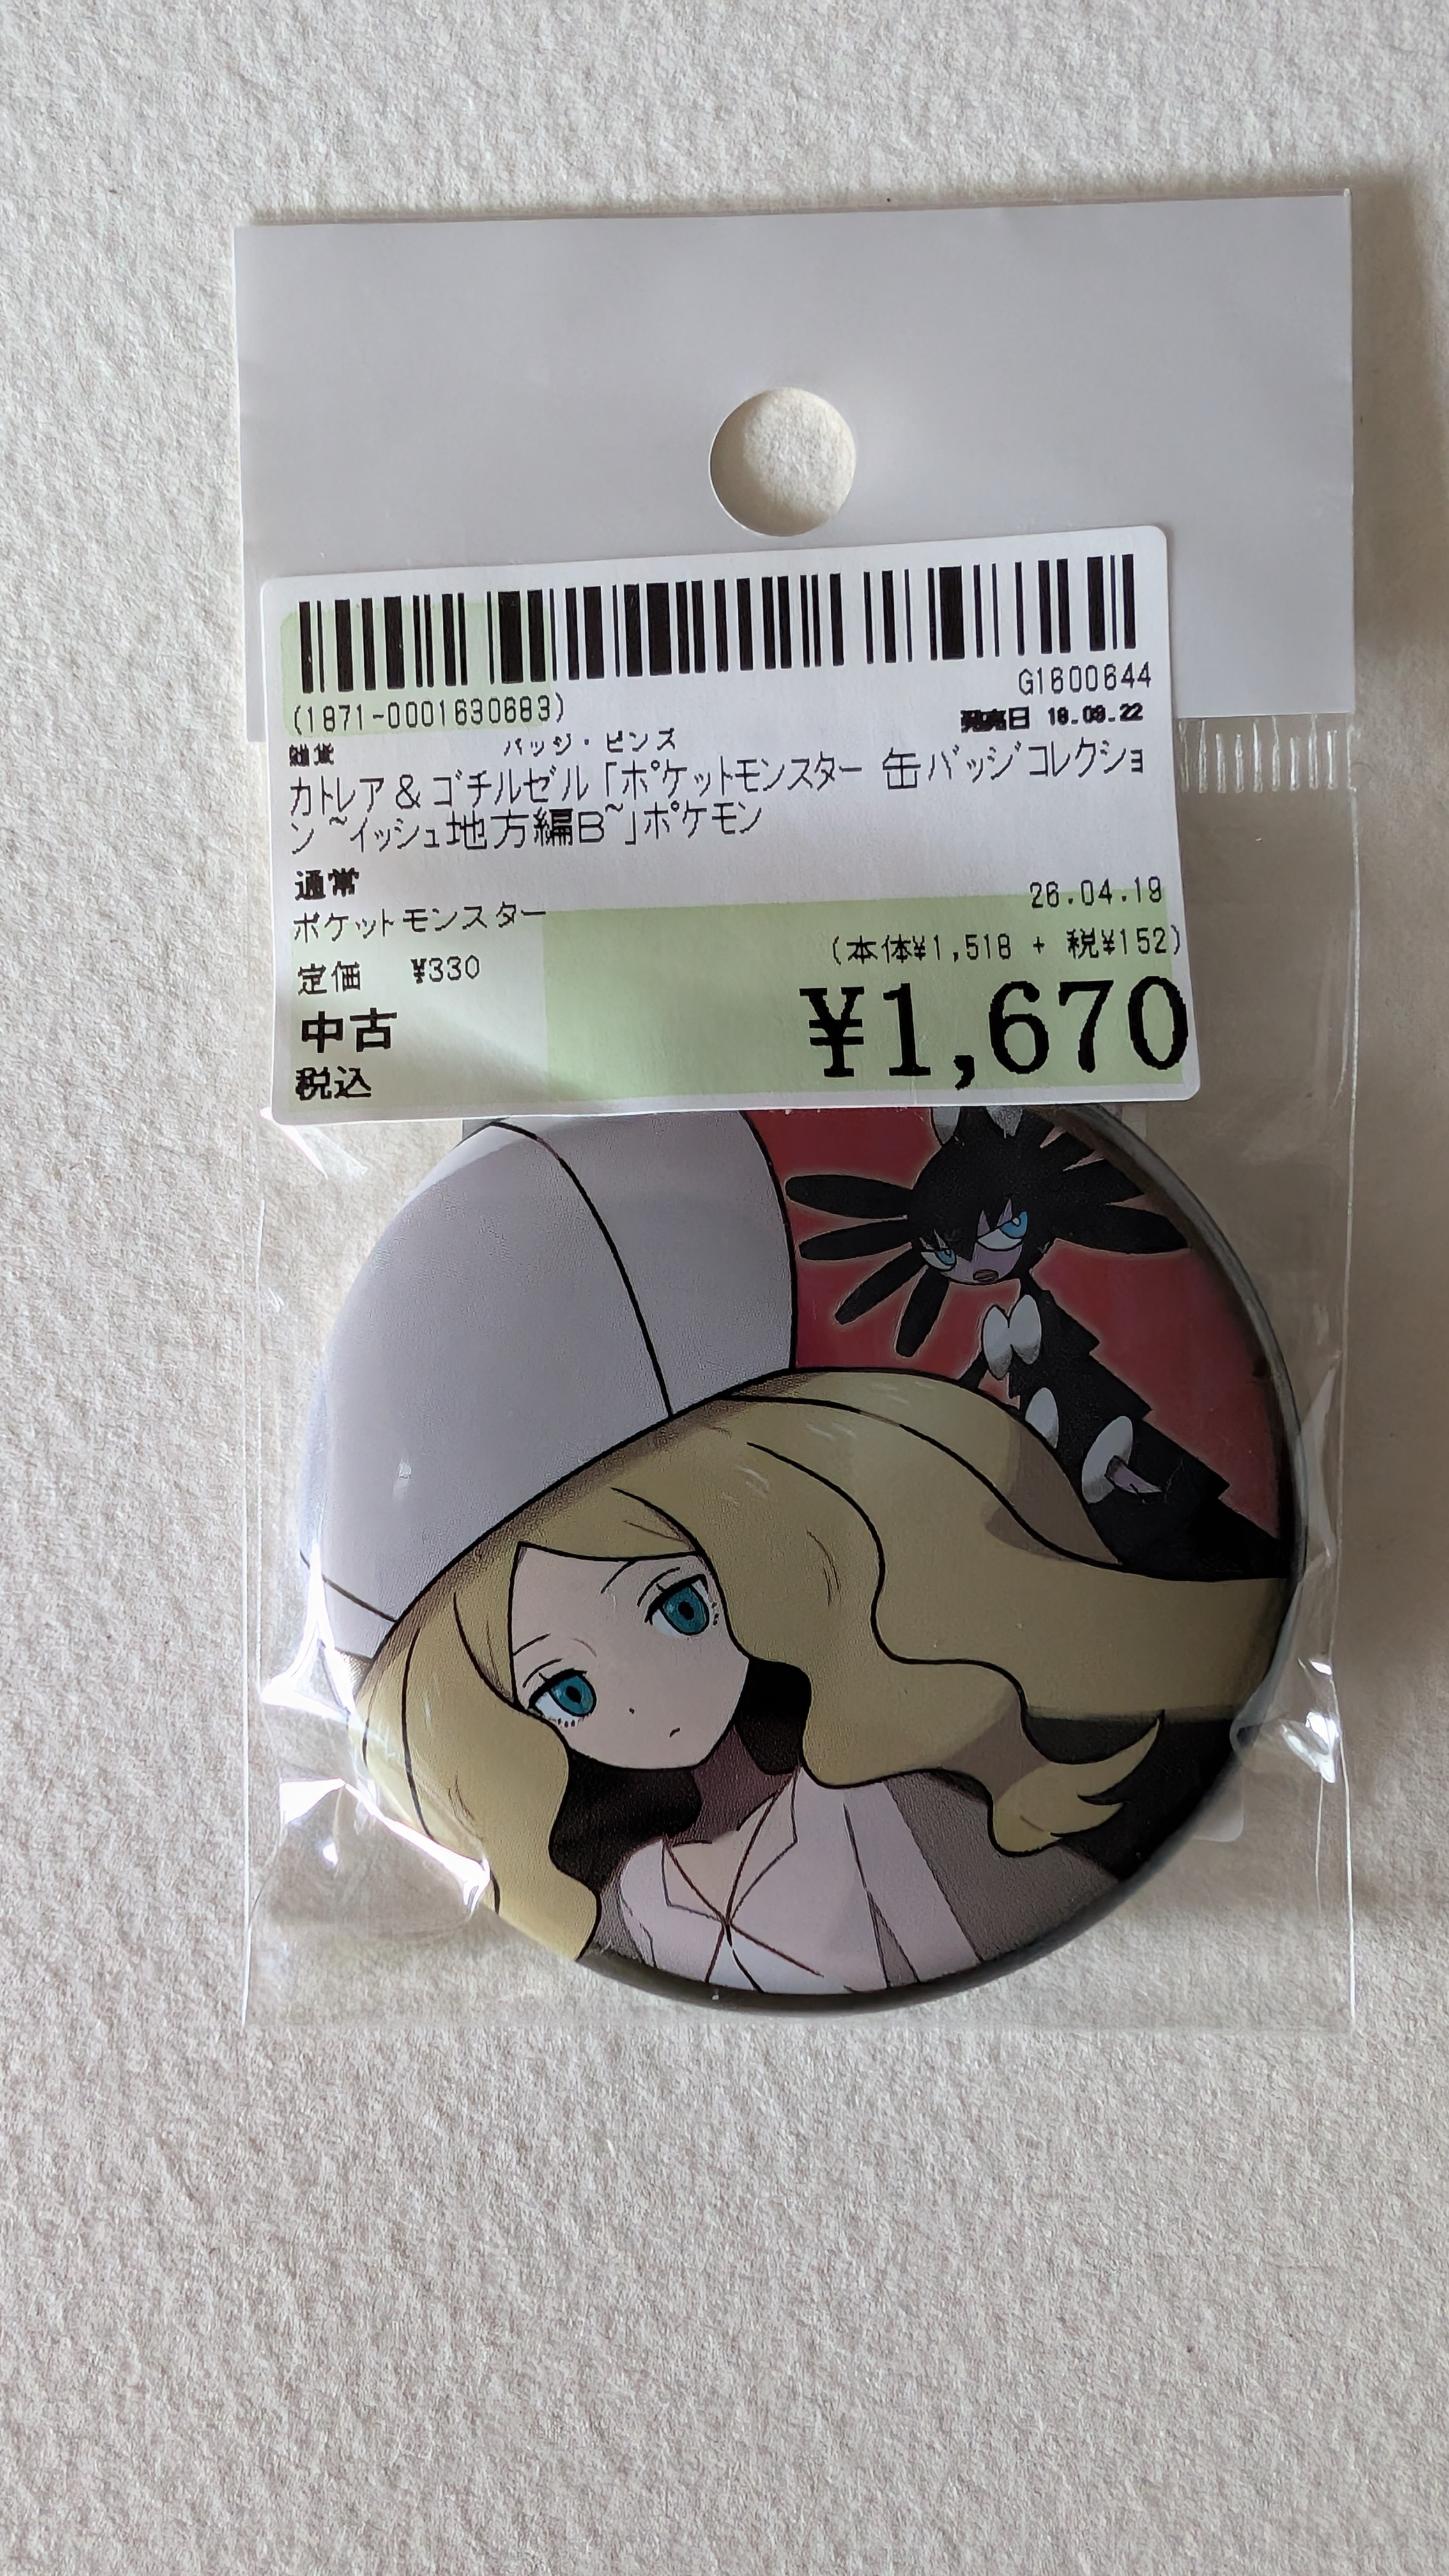 (1871-0001630683)
G1600644
発売日 18.09.22
雑貨
バッジ・ピンズ
カトレア＆ゴチルゼル「ポケットモンスター 缶バッジコレクショ
ン ~イッシュ地方編B~」ポケモン
通常
26.04.19
ポケットモンスター
(本体¥1,518 + 税¥152)
定価 ¥330
中古
¥1,670
税込